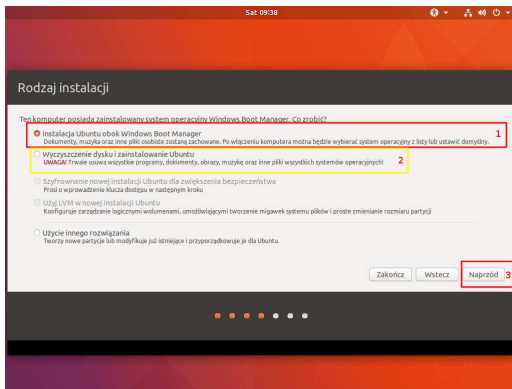 Sat 09:38
Rodzaj instalacji
Ten komputer posiada zainstalowany system operacyjny Windows Boot Manager. Co zrobić?
Instalacja Ubuntu obok Windows Boot Manager
1
Dokumenty, muzyka oraz inne pliki osobiste zostaną zachowane. Po włączeniu komputera można będzie wybierać system operacyjny z listy lub ustawić domyślny.
Wyczyszczenie dysku i zainstalowanie Ubuntu
2
UWAGA! Trwale usuwa wszystkie programy, dokumenty, obrazy, muzykę oraz inne pliki wszystkich systemów operacyjnych!
Szyfrowanie nowej instalacji Ubuntu dla zwiększenia bezpieczeństwa
Prosi o wprowadzenie klucza dostępu w następnym kroku
Użyj LVM w nowej instalacji Ubuntu
Konfiguruje zarządzanie logicznymi wolumenami, umożliwiającymi tworzenie migawek systemu plików i proste zmienianie rozmiaru partycji
Użycie innego rozwiązania
Tworzy nowe partycje lub modyfikuje już istniejące i przyporządkowuje je dla Ubuntu.
Zakończ Wstecz Naprzód 3